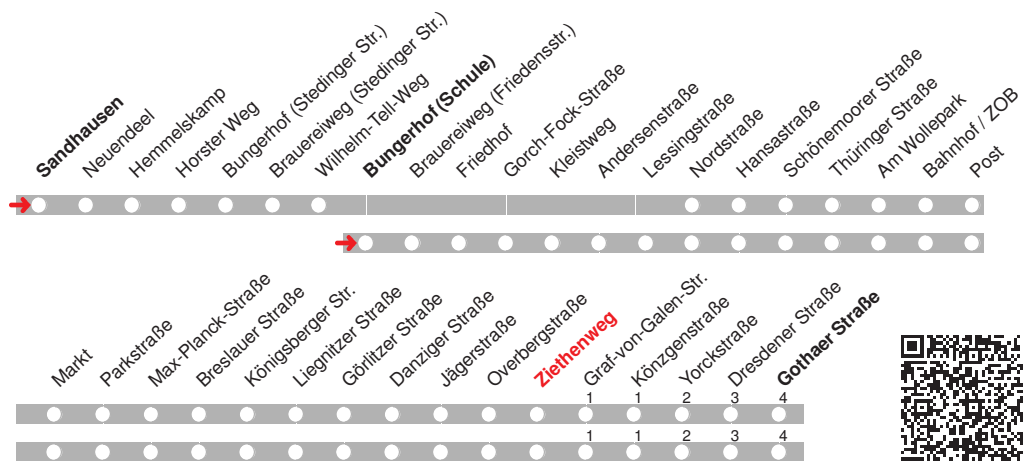 Sandhausen
Neuendeel
Hemmelskamp
Horster Weg
Bungerhof (Stedinger Str.)
Brauereiweg (Stedinger Str.)
Wilhelm-Tell-Weg
Bungerhof (Schule)
Brauereiweg (Friedensstr.)
Friedhof
Gorch-Fock-Straße
Kleistweg
Andersenstraße
Lessingstraße
Nordstraße
Hansastraße
Schönemoorer Straße
Thüringer Straße
Am Wollepark
Bahnhof / ZOB
Post
Markt
Parkstraße
Max-Planck-Straße
Breslauer Straße
Königsberger Str.
Liegnitzer Straße
Görlitzer Straße
Danziger Straße
Jägerstraße
Overbergstraße
Ziethenweg
Graf-von-Galen-Str.
Könzgenstraße
Yorckstraße
Dresdener Straße
Gothaer Straße
1 1 2 3 4
1 1 2 3 4